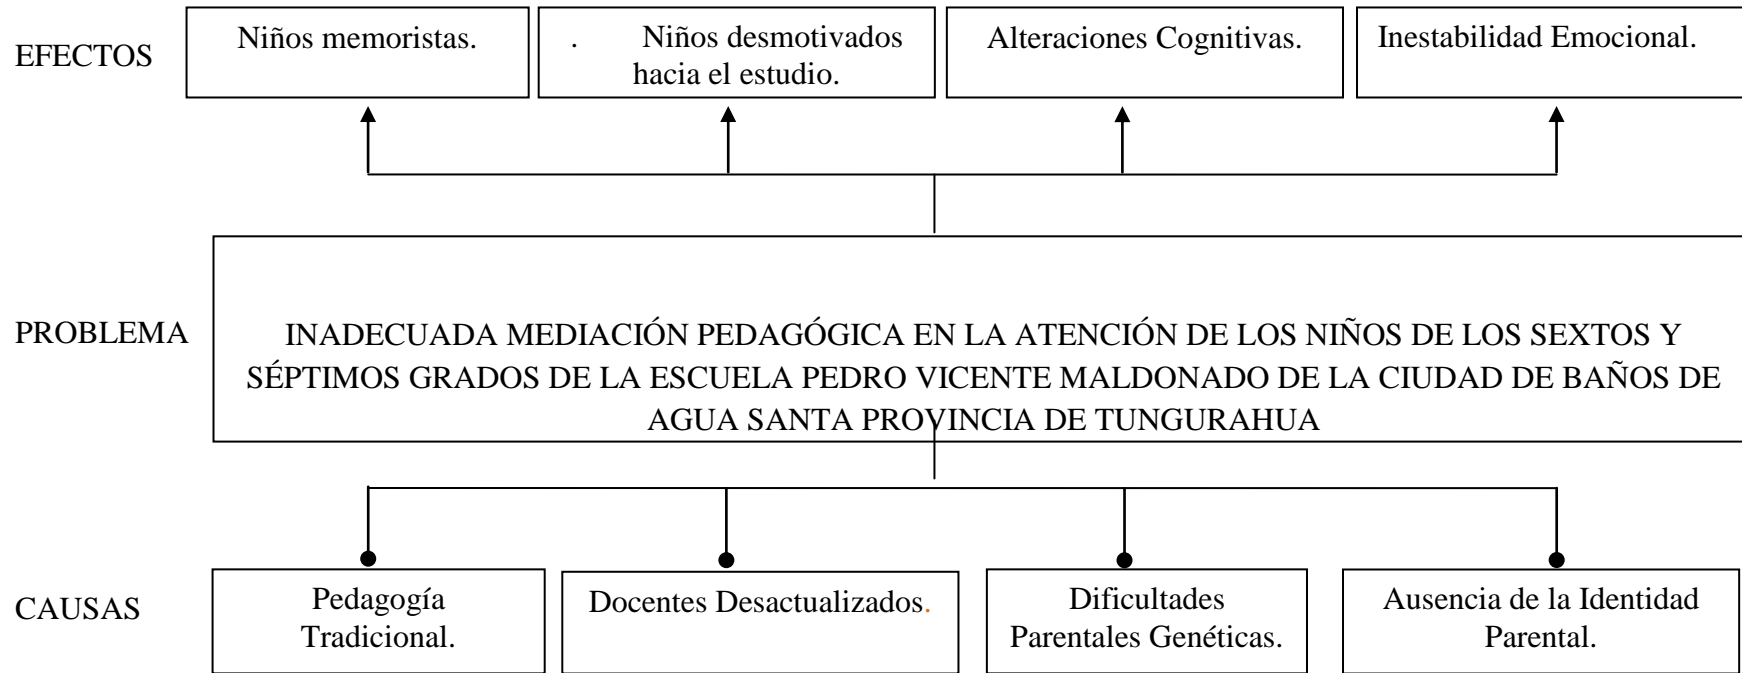 EFECTOS
Niños memoristas.
. Niños desmotivados
hacia el estudio.
Alteraciones Cognitivas.
Inestabilidad Emocional.
PROBLEMA
INADECUADA MEDIACIÓN PEDAGÓGICA EN LA ATENCIÓN DE LOS NIÑOS DE LOS SEXTOS Y
SÉPTIMOS GRADOS DE LA ESCUELA PEDRO VICENTE MALDONADO DE LA CIUDAD DE BAÑOS DE
AGUA SANTA PROVINCIA DE TUNGURAHUA
CAUSAS
Pedagogía
Tradicional.
Docentes Desactualizados.
Dificultades
Parentales Genéticas.
Ausencia de la Identidad
Parental.